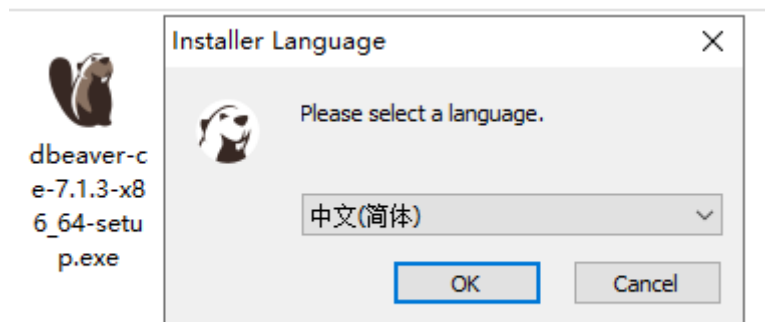 Installer Language
Please select a language.
中文(简体)
OK Cancel
dbeaver-c
e-7.1.3-x8
6_64-setu
p.exe